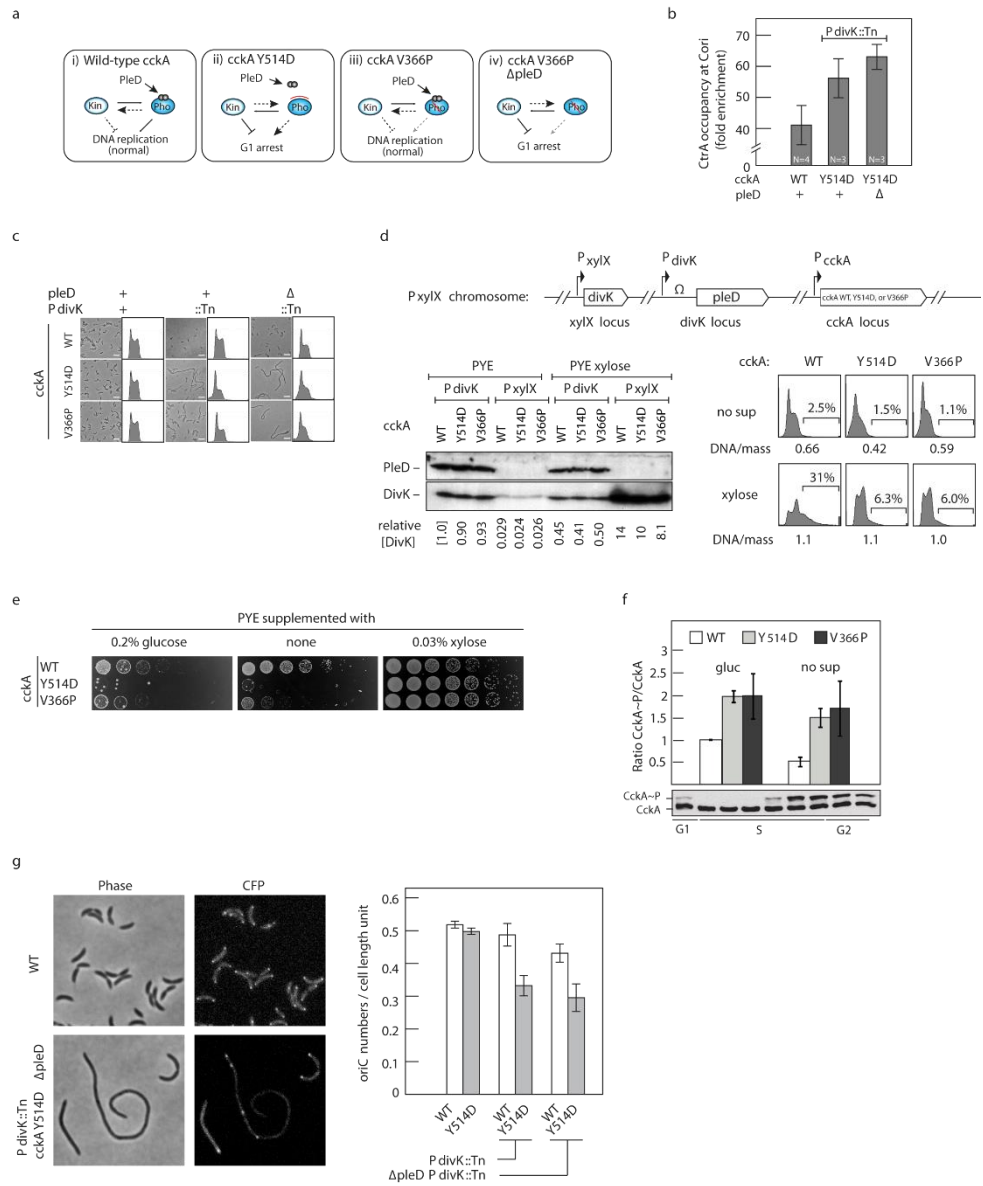 a
i) Wild-type cckA
PleD
Kin
Pho
DNA replication
(normal)
ii) cckA Y514D
PleD
Kin
Pho
G1 arrest
iii) cckA V366P
PleD
Kin
Pho
DNA replication
(normal)
iv) cckA V366P
ΔpleD
Kin
Pho
G1 arrest
b
P divK::Tn
CtrA occupancy at Cori
(fold enrichment)
70
60
50
40
0
N=4 N=3 N=3
cckA WT Y514D Y514D
pleD + + Δ
c
pleD + + Δ
P divK + ::Tn ::Tn
cckA
WT
Y514D
V366P
d
P xylX P divK P cckA
Ω
P xylX chromosome:
divK pleD cckA WT, Y514D, or V366P
xylX locus divK locus cckA locus
PYE PYE xylose
P divK P xylX P divK P xylX
cckA WT Y514D V366P WT Y514D V366P WT Y514D V366P WT Y514D V366P
PleD –
DivK –
relative
[DivK]
[1.0] 0.90 0.93 0.029 0.024 0.026 0.45 0.41 0.50 14 10 8.1
cckA: WT Y514D V366P
no sup 2.5% 1.5% 1.1%
DNA/mass 0.66 0.42 0.59
xylose 31% 6.3% 6.0%
DNA/mass 1.1 1.1 1.0
e
PYE supplemented with
0.2% glucose none 0.03% xylose
cckA
WT
Y514D
V366P
f
WT Y514D V366P
gluc no sup
Ratio CckA~P/CckA
3
2.5
2
1.5
1
0.5
CckA~P
CckA
G1 S G2
g
Phase CFP
WT
P divK::Tn
cckA Y514D ΔpleD
oriC numbers / cell length unit
0.6
0.5
0.4
0.3
0.2
0.1
0
WT Y514D WT Y514D WT Y514D
P divK::Tn
ΔpleD P divK::Tn